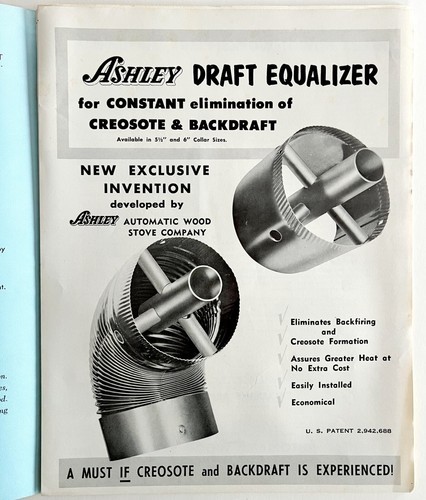 ASHLEY DRAFT EQUALIZER
for CONSTANT elimination of
CREOSOTE & BACKDRAFT
Available in 5½" and 6" Collar Sizes.
NEW EXCLUSIVE
INVENTION
developed by
ASHLEY AUTOMATIC WOOD
STOVE COMPANY
Eliminates Backfiring
and
Creosote Formation
Assures Greater Heat at
No Extra Cost
Easily Installed
Economical
U. S. PATENT 2,942,688
A MUST IF CREOSOTE and BACKDRAFT IS EXPERIENCED!